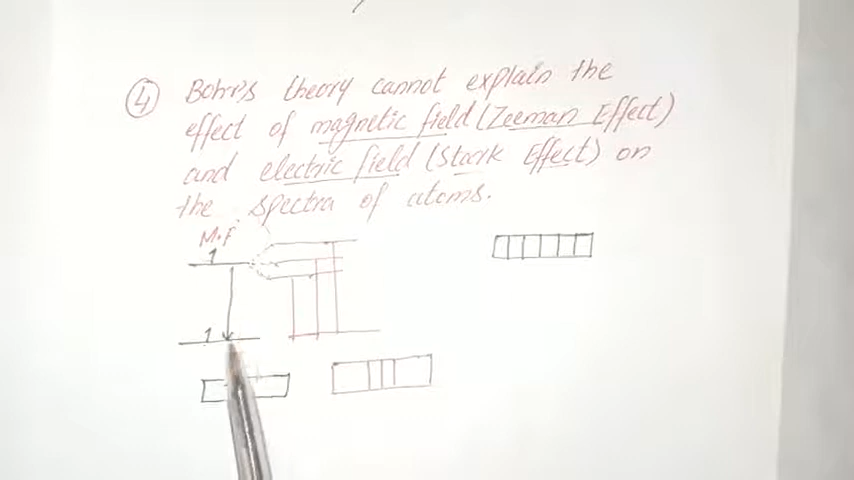 4 Bohr's theory cannot explain the
effect of magnetic field (Zeeman Effect)
and electric field (Stark Effect) on
the spectra of atoms.
M.F
1
1